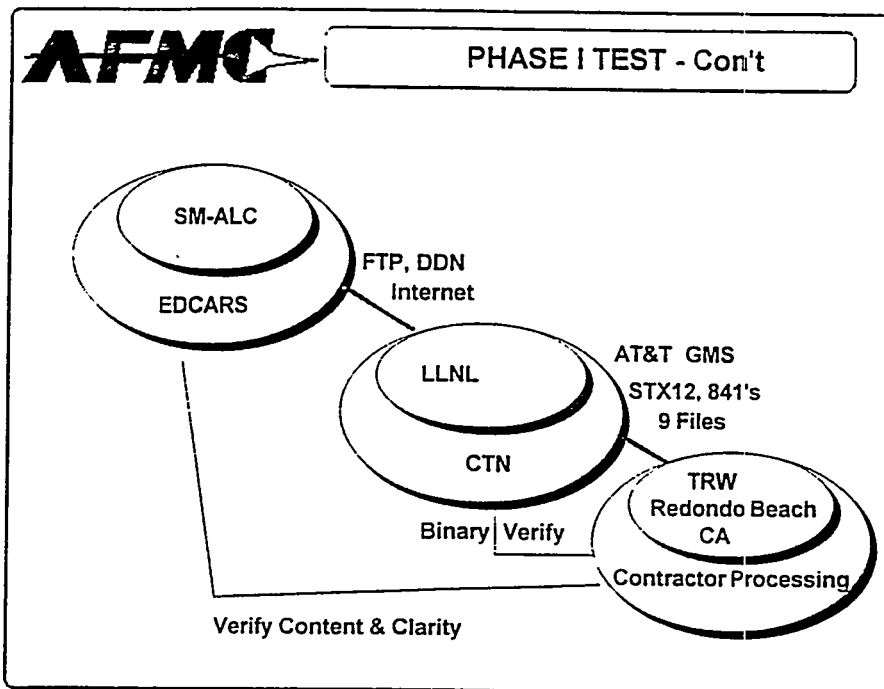 AFMC
PHASE I TEST - Con't
SM-ALC
EDCARS
FTP, DDN
Internet
LLNL
CTN
AT&T GMS
STX12, 841's
9 Files
TRW
Redondo Beach
CA
Contractor Processing
Binary Verify
Verify Content & Clarity